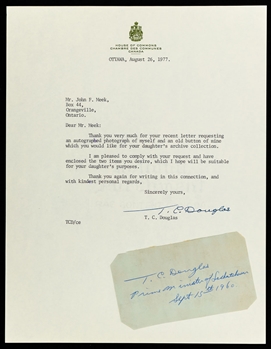 HOUSE OF COMMONS
CHAMBRE DES COMMUNES
CANADA
OTTAWA, August 26, 1977.
Mr. John P. Meek,
Box 44,
Orangeville,
Ontario.
Dear Mr. Meek:
Thank you very much for your recent letter requesting
an autographed photograph of myself and an old button of mine
which you would like for your daughter's archive collection.
I am pleased to comply with your request and have
enclosed the two items you desire, which I hope will be suitable
for your daughter's purposes.
Thank you again for writing in this connection, and
with kindest personal regards.
Sincerely yours,
T. C. Douglas
TCD/cs
T. C. Douglas
T. C. Douglas
Prime Minister of Saskatchewan
Sept 15th 196